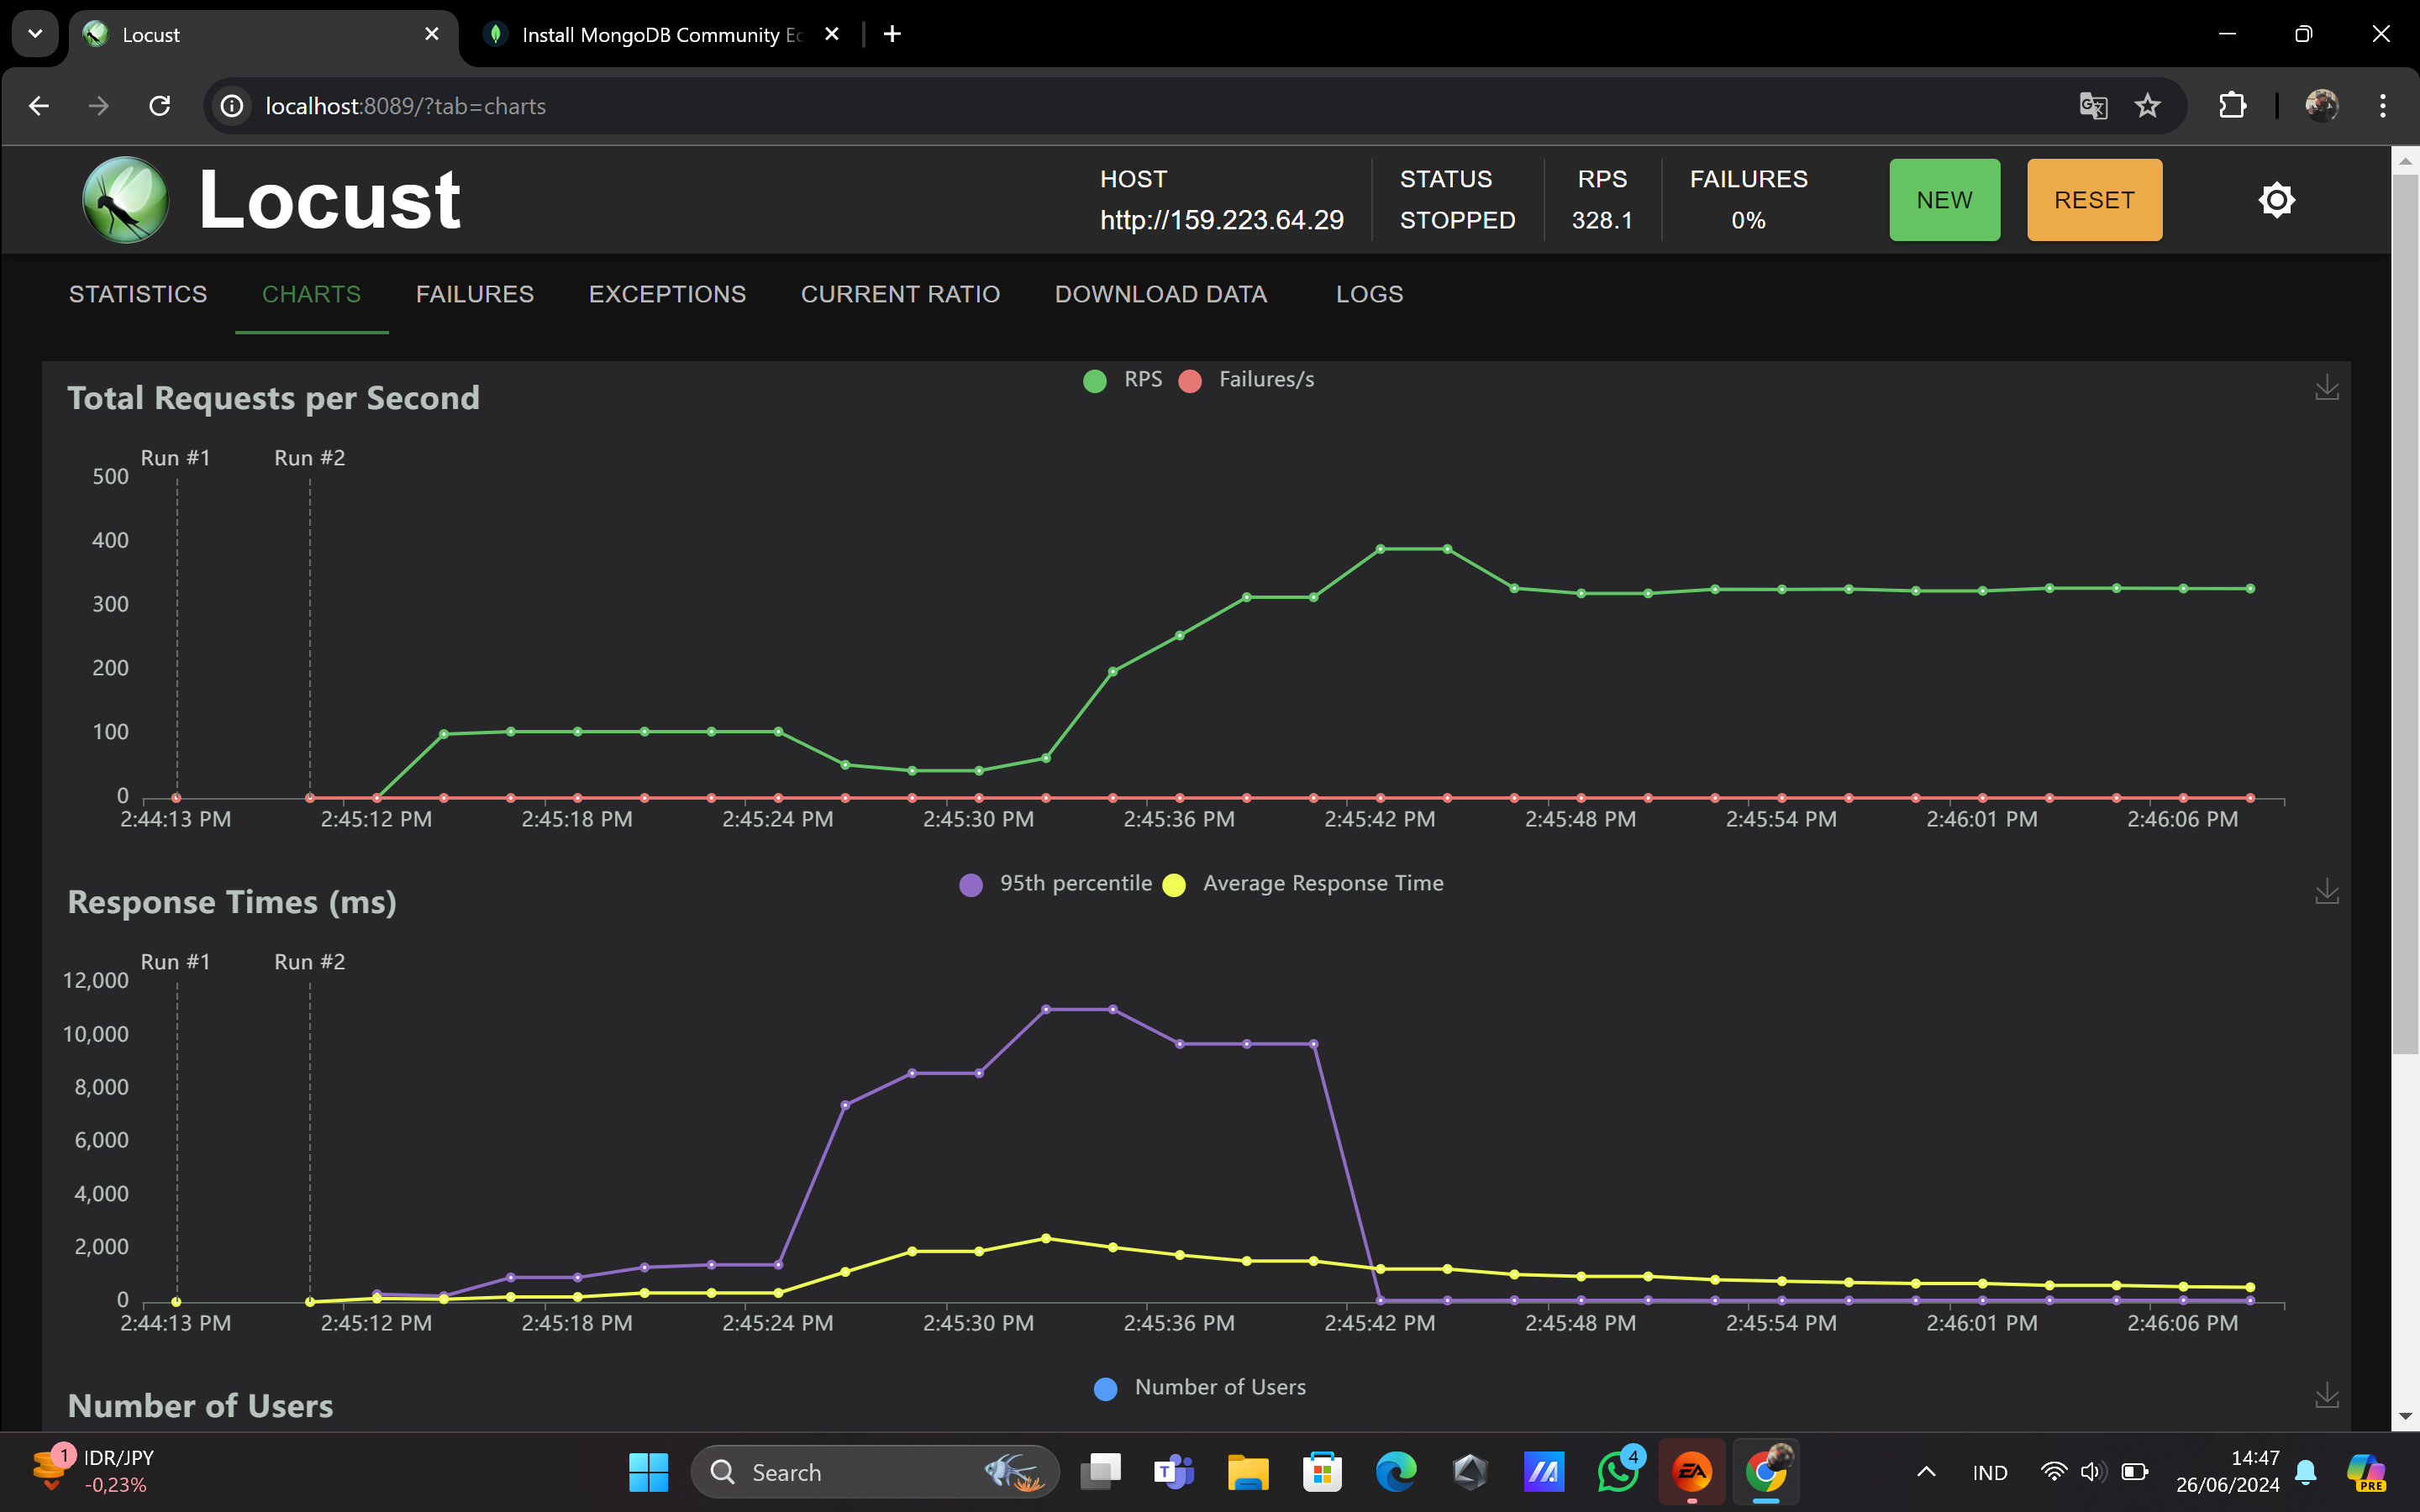 Locust
Install MongoDB Community Ec
localhost:8089/?tab=charts
Locust
HOST
http://159.223.64.29
STATUS
STOPPED
RPS
328.1
FAILURES
0%
NEW
RESET
STATISTICS CHARTS FAILURES EXCEPTIONS CURRENT RATIO DOWNLOAD DATA LOGS
Total Requests per Second
RPS Failures/s
Run #1 Run #2
500
400
300
200
100
0
2:44:13 PM 2:45:12 PM 2:45:18 PM 2:45:24 PM 2:45:30 PM 2:45:36 PM 2:45:42 PM 2:45:48 PM 2:45:54 PM 2:46:01 PM 2:46:06 PM
Response Times (ms)
95th percentile Average Response Time
Run #1 Run #2
12,000
10,000
8,000
6,000
4,000
2,000
0
2:44:13 PM 2:45:12 PM 2:45:18 PM 2:45:24 PM 2:45:30 PM 2:45:36 PM 2:45:42 PM 2:45:48 PM 2:45:54 PM 2:46:01 PM 2:46:06 PM
Number of Users
Number of Users
1
IDR/JPY
-0,23%
Search
T
4
EA
IND
14:47
26/06/2024
PRE